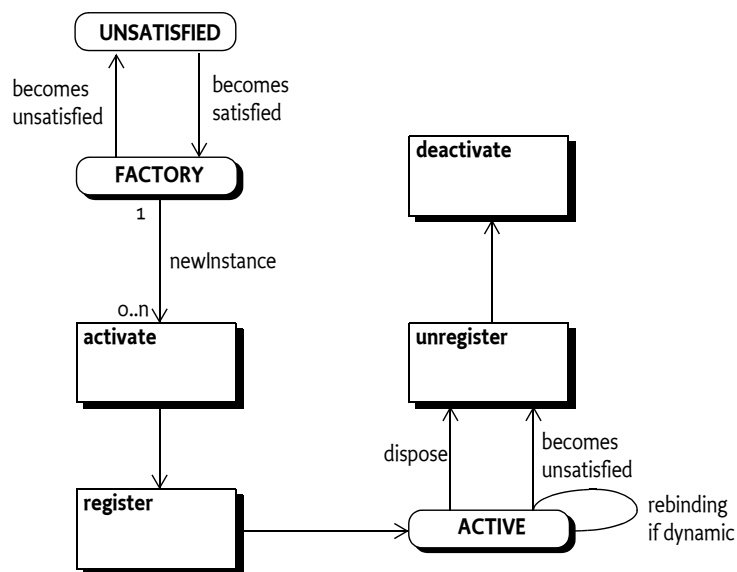 UNSATISFIED
becomes
unsatisfied
becomes
satisfied
FACTORY
1
newInstance
0..n
activate
register
deactivate
unregister
dispose
becomes
unsatisfied
ACTIVE
rebinding
if dynamic